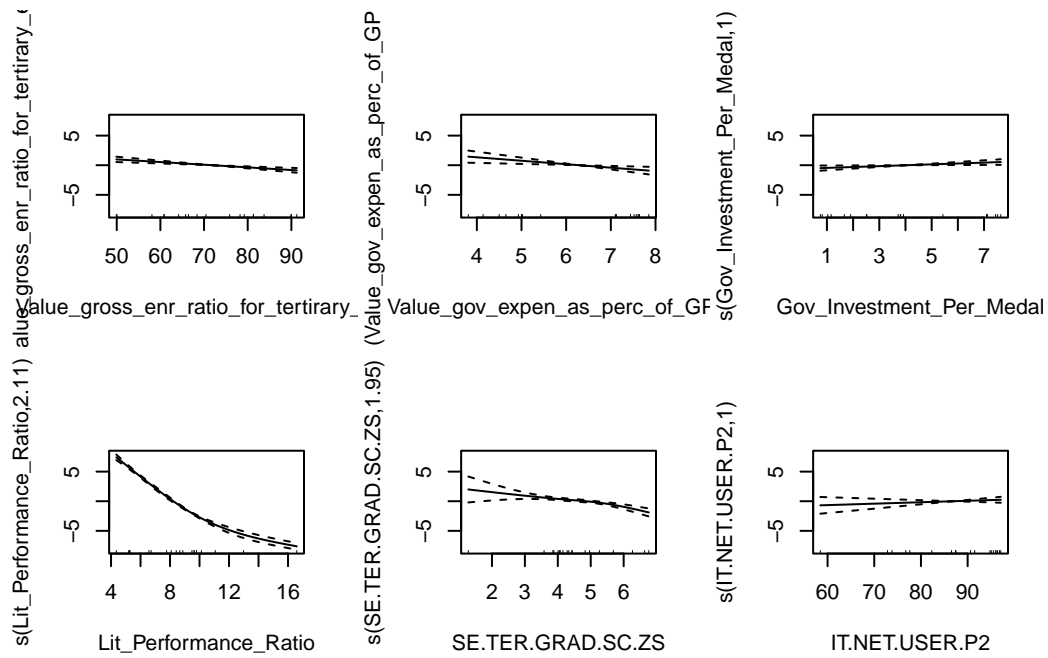 alue_gross_enr_ratio_for_tertirary_e
5
-5
50 60 70 80 90
Value_gross_enr_ratio_for_tertirary_
(Value_gov_expen_as_perc_of_GP
5
-5
4 5 6 7 8
Value_gov_expen_as_perc_of_GP
s(Gov_Investment_Per_Medal,1)
5
-5
1 3 5 7
Gov_Investment_Per_Medal
s(Lit_Performance_Ratio,2.11)
5
-5
4 8 12 16
Lit_Performance_Ratio
s(SE.TER.GRAD.SC.ZS,1.95)
5
-5
2 3 4 5 6
SE.TER.GRAD.SC.ZS
s(IT.NET.USER.P2,1)
5
-5
60 70 80 90
IT.NET.USER.P2